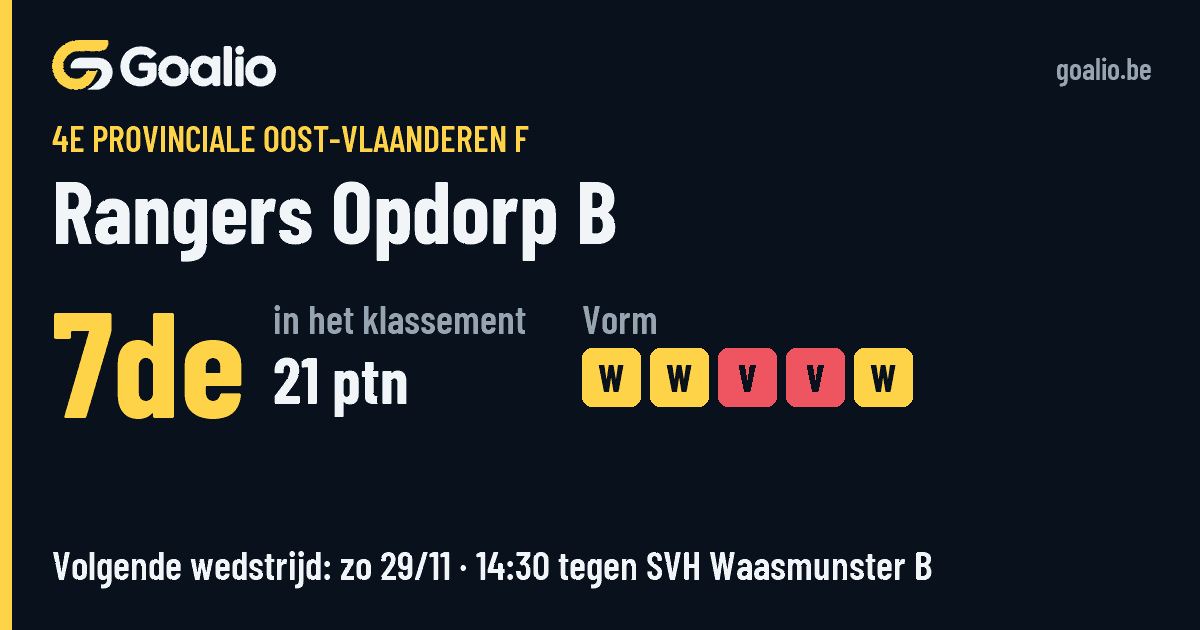 Goalio
goalio.be
4E PROVINCIALE OOST-VLAANDEREN F
Rangers Opdorp B
7de
in het klassement
21 ptn
Vorm
W W V V W
Volgende wedstrijd: zo 29/11 · 14:30 tegen SVH Waasmunster B